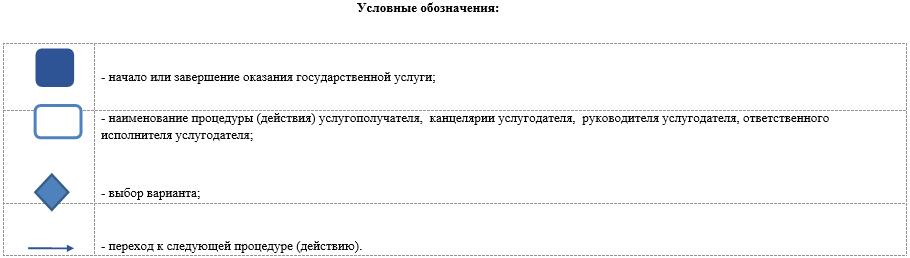 Условные обозначения:
- начало или завершение оказания государственной услуги;
- наименование процедуры (действия) услугополучателя, канцелярии услугодателя, руководителя услугодателя, ответственного
исполнителя услугодателя;
- выбор варианта;
- переход к следующей процедуре (действию).